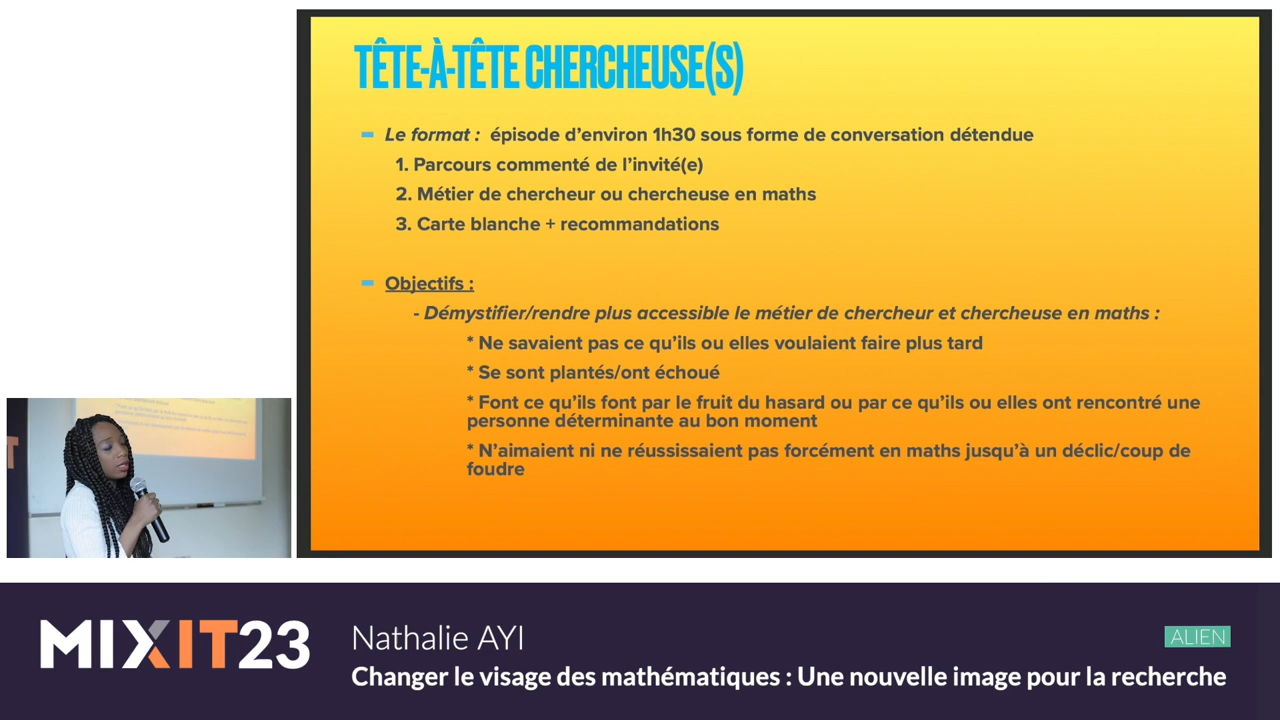 TÊTE-À-TÊTE CHERCHEUSE(S)
Le format : épisode d'environ 1h30 sous forme de conversation détendue
1. Parcours commenté de l'invité(e)
2. Métier de chercheur ou chercheuse en maths
3. Carte blanche + recommandations
Objectifs :
- Démystifier/rendre plus accessible le métier de chercheur et chercheuse en maths :
* Ne savaient pas ce qu'ils ou elles voulaient faire plus tard
* Se sont plantés/ont échoué
* Font ce qu'ils font par le fruit du hasard ou par ce qu'ils ou elles ont rencontré une
personne déterminante au bon moment
* N'aimaient ni ne réussissaient pas forcément en maths jusqu'à un déclic/coup de
foudre
MIXIT23
Nathalie AYI
ALIEN
Changer le visage des mathématiques : Une nouvelle image pour la recherche